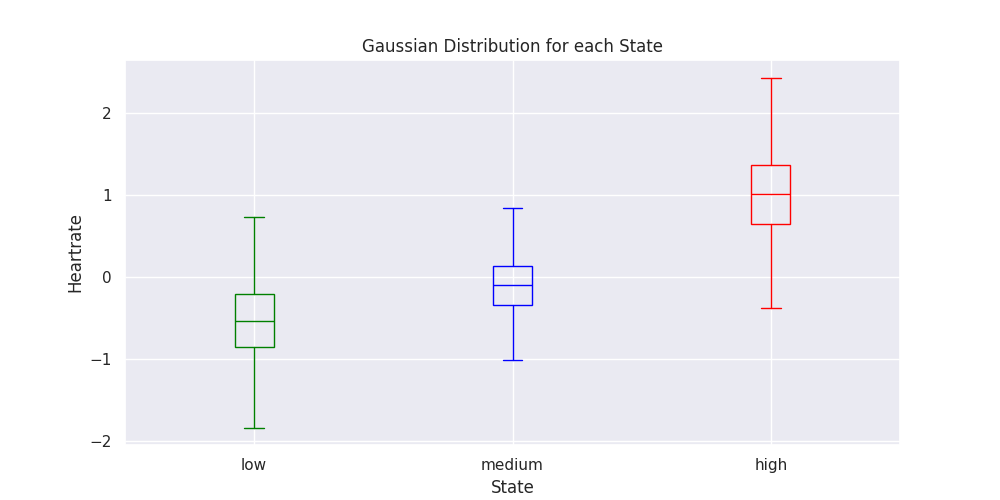 Gaussian Distribution for each State
Heartrate
2
1
0
−1
−2
low medium high
State